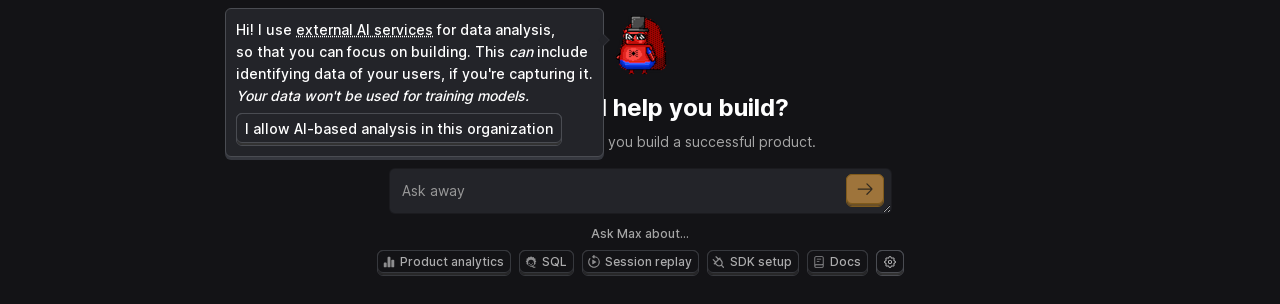 Hi! I use external AI services for data analysis,
so that you can focus on building. This can include
identifying data of your users, if you're capturing it.
Your data won't be used for training models.
I allow AI-based analysis in this organization
help you build?
you build a successful product.
Ask away
Ask Max about...
Product analytics
SQL
Session replay
SDK setup
Docs